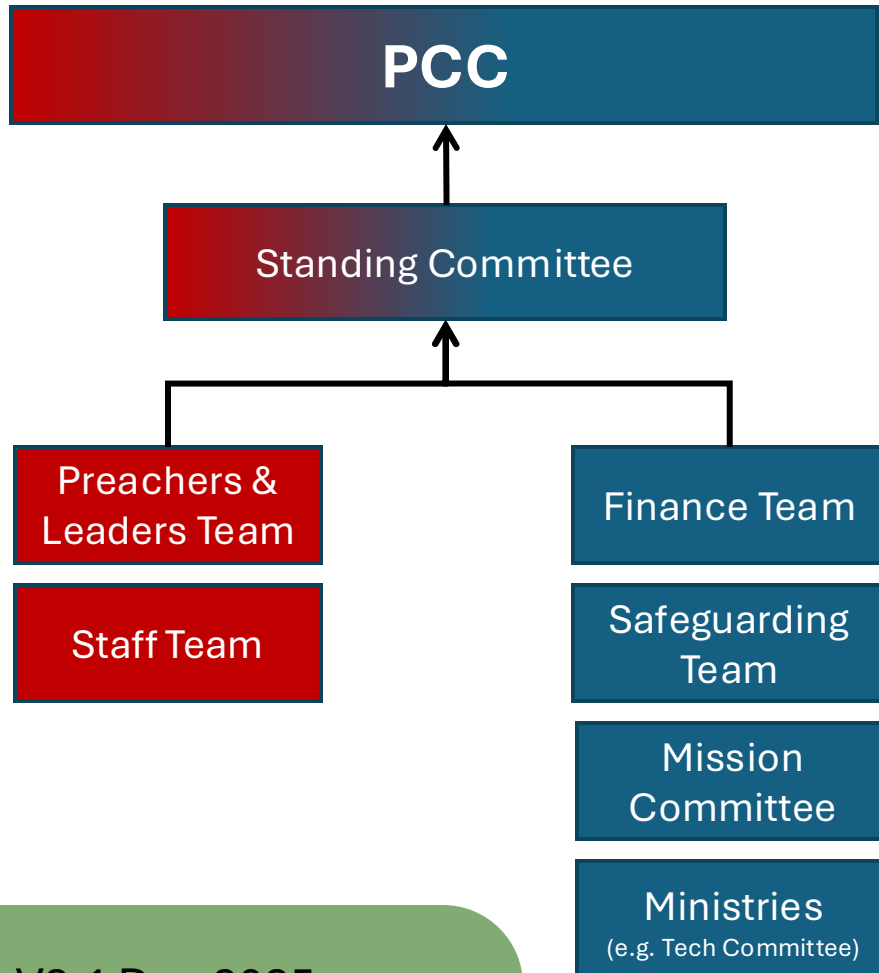 PCC
Standing Committee
Preachers &
Leaders Team
Finance Team
Staff Team
Safeguarding
Team
Mission
Committee
Ministries
(e.g. Tech Committee)